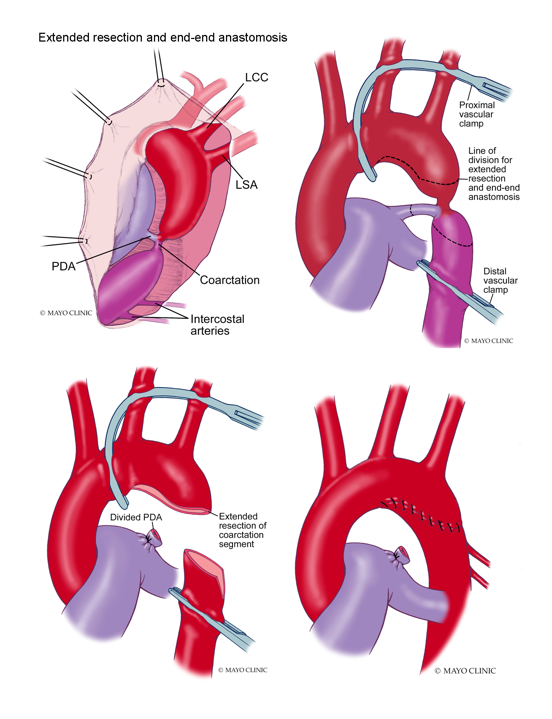 Extended resection and end-end anastomosis
LCC
LSA
PDA
Coarctation
Intercostal
arteries
© MAYO CLINIC
Proximal
vascular
clamp
Line of
division for
extended
resection
and end-end
anastomosis
Distal
vascular
clamp
© MAYO CLINIC
Divided PDA
Extended
resection of
coarctation
segment
© MAYO CLINIC
© MAYO CLINIC